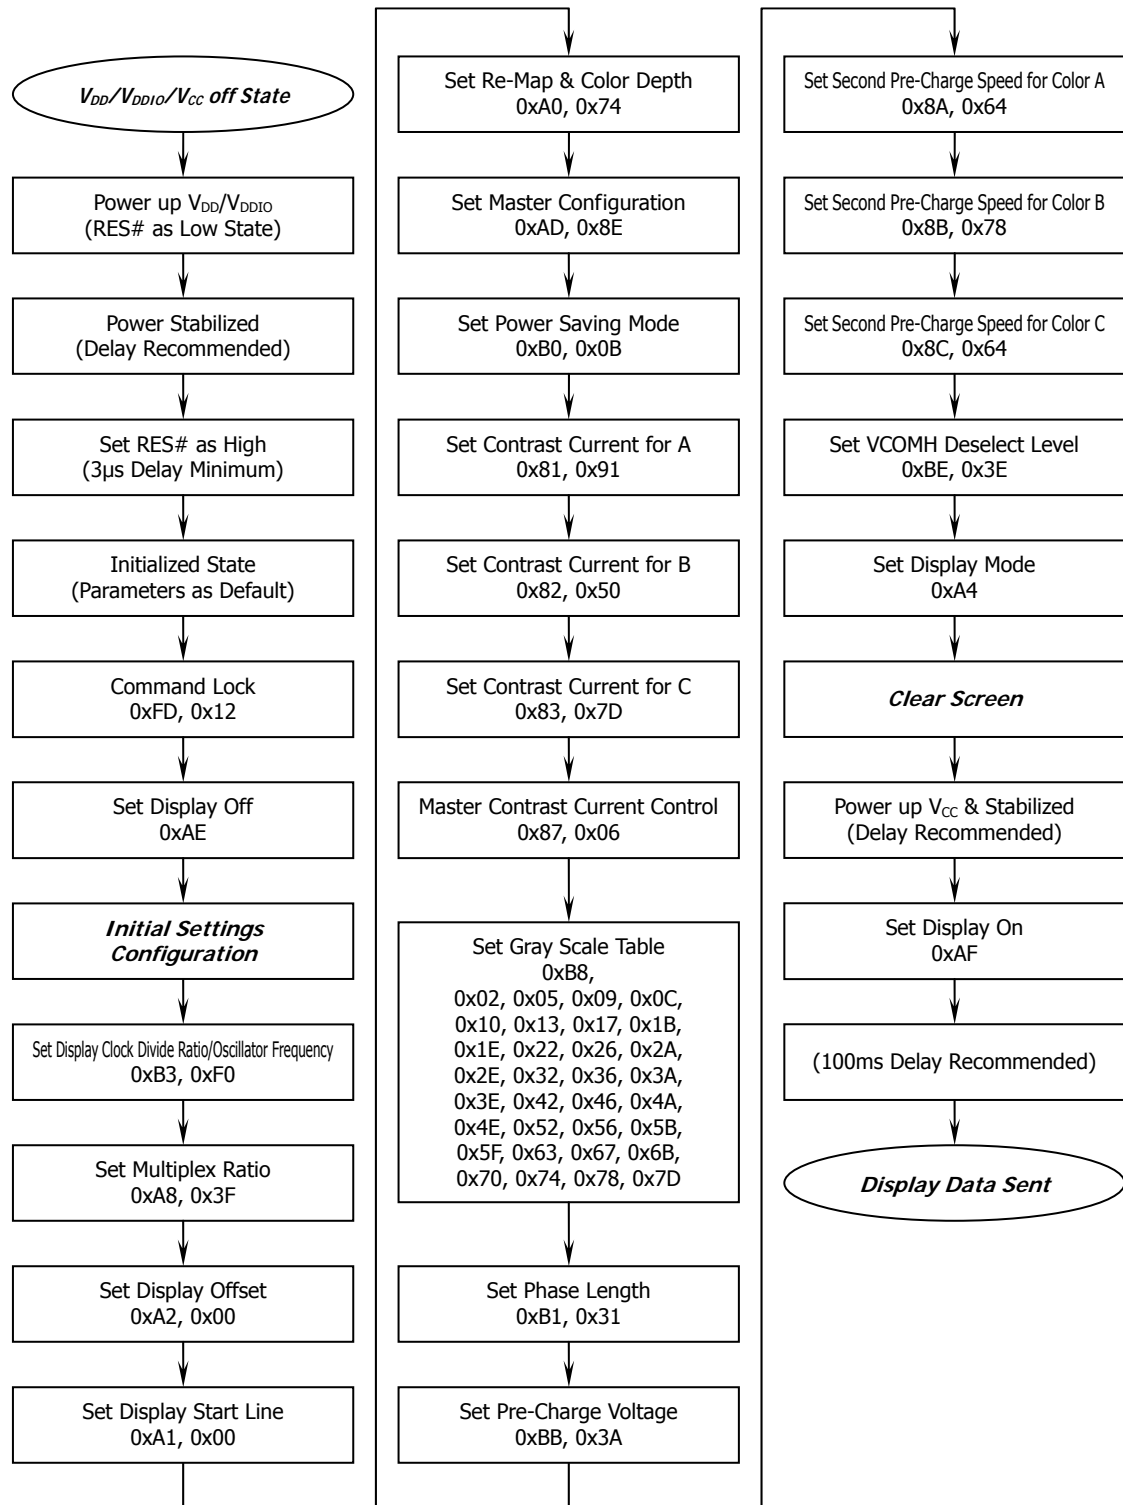 VDD/VDDIO/VCC off State
Power up VDD/VDDIO
(RES# as Low State)
Power Stabilized
(Delay Recommended)
Set RES# as High
(3µs Delay Minimum)
Initialized State
(Parameters as Default)
Command Lock
0xFD, 0x12
Set Display Off
0xAE
Initial Settings
Configuration
Set Display Clock Divide Ratio/Oscillator Frequency
0xB3, 0xF0
Set Multiplex Ratio
0xA8, 0x3F
Set Display Offset
0xA2, 0x00
Set Display Start Line
0xA1, 0x00
Set Re-Map & Color Depth
0xA0, 0x74
Set Master Configuration
0xAD, 0x8E
Set Power Saving Mode
0xB0, 0x0B
Set Contrast Current for A
0x81, 0x91
Set Contrast Current for B
0x82, 0x50
Set Contrast Current for C
0x83, 0x7D
Master Contrast Current Control
0x87, 0x06
Set Gray Scale Table
0xB8,
0x02, 0x05, 0x09, 0x0C,
0x10, 0x13, 0x17, 0x1B,
0x1E, 0x22, 0x26, 0x2A,
0x2E, 0x32, 0x36, 0x3A,
0x3E, 0x42, 0x46, 0x4A,
0x4E, 0x52, 0x56, 0x5B,
0x5F, 0x63, 0x67, 0x6B,
0x70, 0x74, 0x78, 0x7D
Set Phase Length
0xB1, 0x31
Set Pre-Charge Voltage
0xBB, 0x3A
Set Second Pre-Charge Speed for Color A
0x8A, 0x64
Set Second Pre-Charge Speed for Color B
0x8B, 0x78
Set Second Pre-Charge Speed for Color C
0x8C, 0x64
Set VCOMH Deselect Level
0xBE, 0x3E
Set Display Mode
0xA4
Clear Screen
Power up VCC & Stabilized
(Delay Recommended)
Set Display On
0xAF
(100ms Delay Recommended)
Display Data Sent